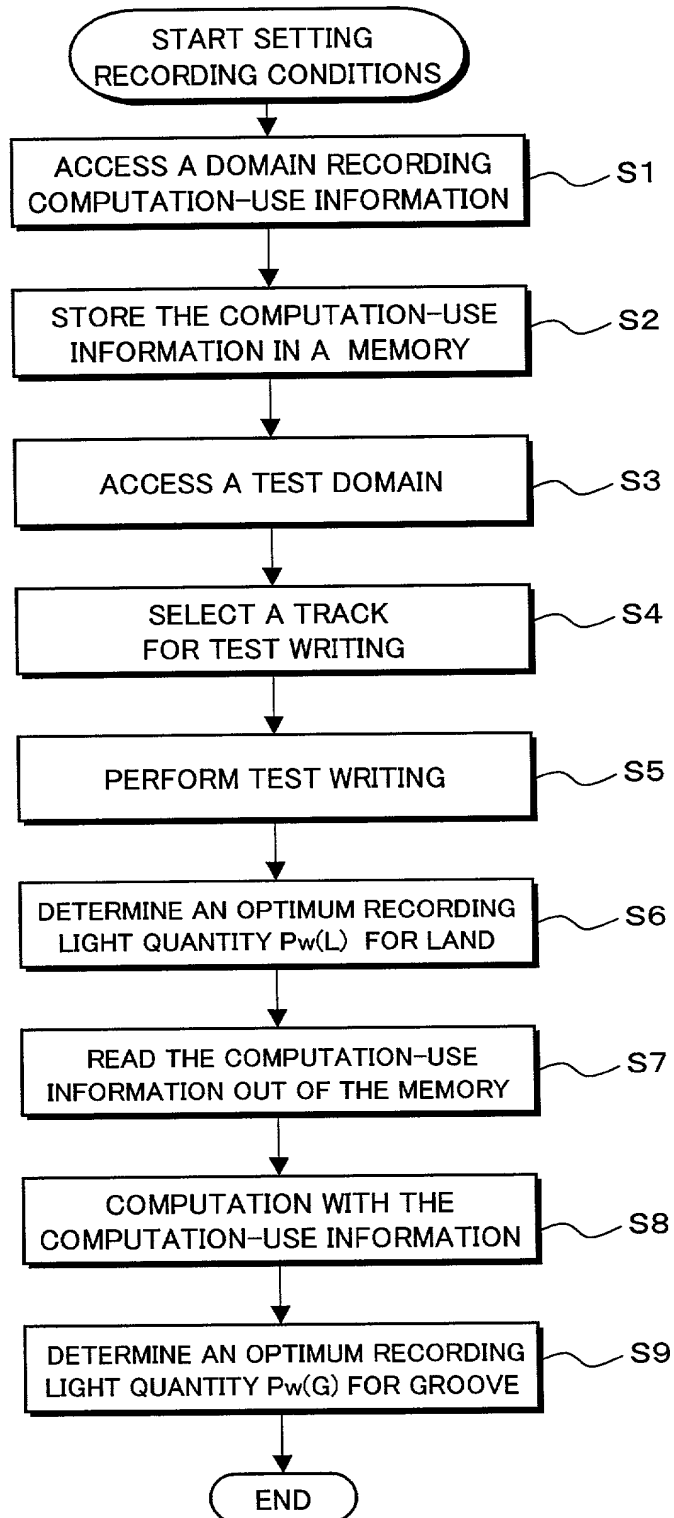 START SETTING
RECORDING CONDITIONS
ACCESS A DOMAIN RECORDING
COMPUTATION-USE INFORMATION
S1
STORE THE COMPUTATION-USE
INFORMATION IN A MEMORY
S2
ACCESS A TEST DOMAIN
S3
SELECT A TRACK
FOR TEST WRITING
S4
PERFORM TEST WRITING
S5
DETERMINE AN OPTIMUM RECORDING
LIGHT QUANTITY Pw(L) FOR LAND
S6
READ THE COMPUTATION-USE
INFORMATION OUT OF THE MEMORY
S7
COMPUTATION WITH THE
COMPUTATION-USE INFORMATION
S8
DETERMINE AN OPTIMUM RECORDING
LIGHT QUANTITY Pw(G) FOR GROOVE
S9
END